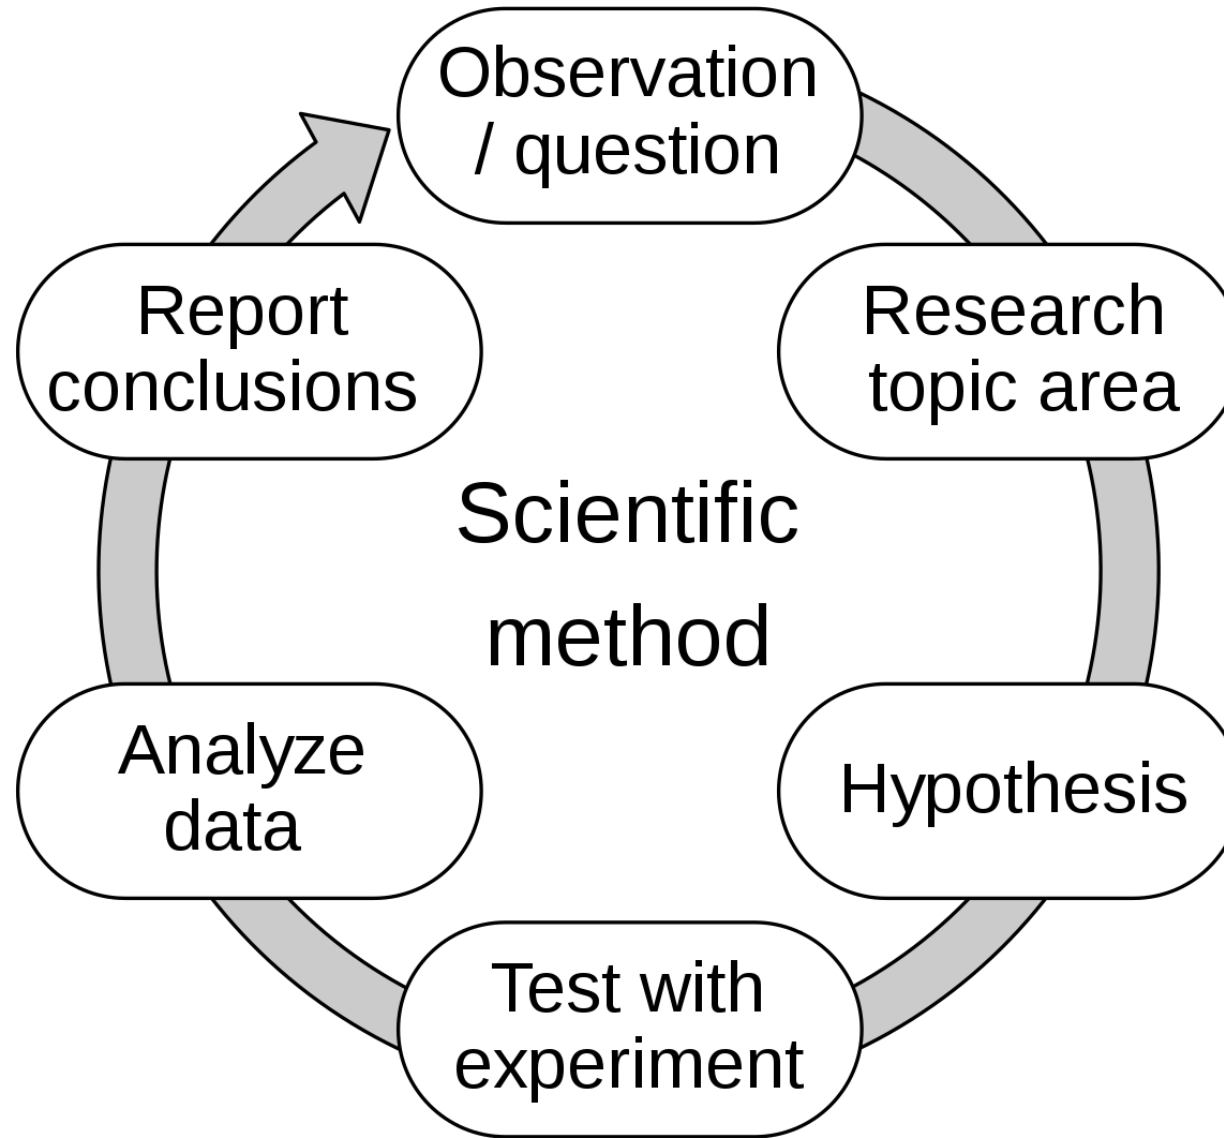 Observation
/ question
Research
topic area
Hypothesis
Test with
experiment
Analyze
data
Report
conclusions
Scientific
method